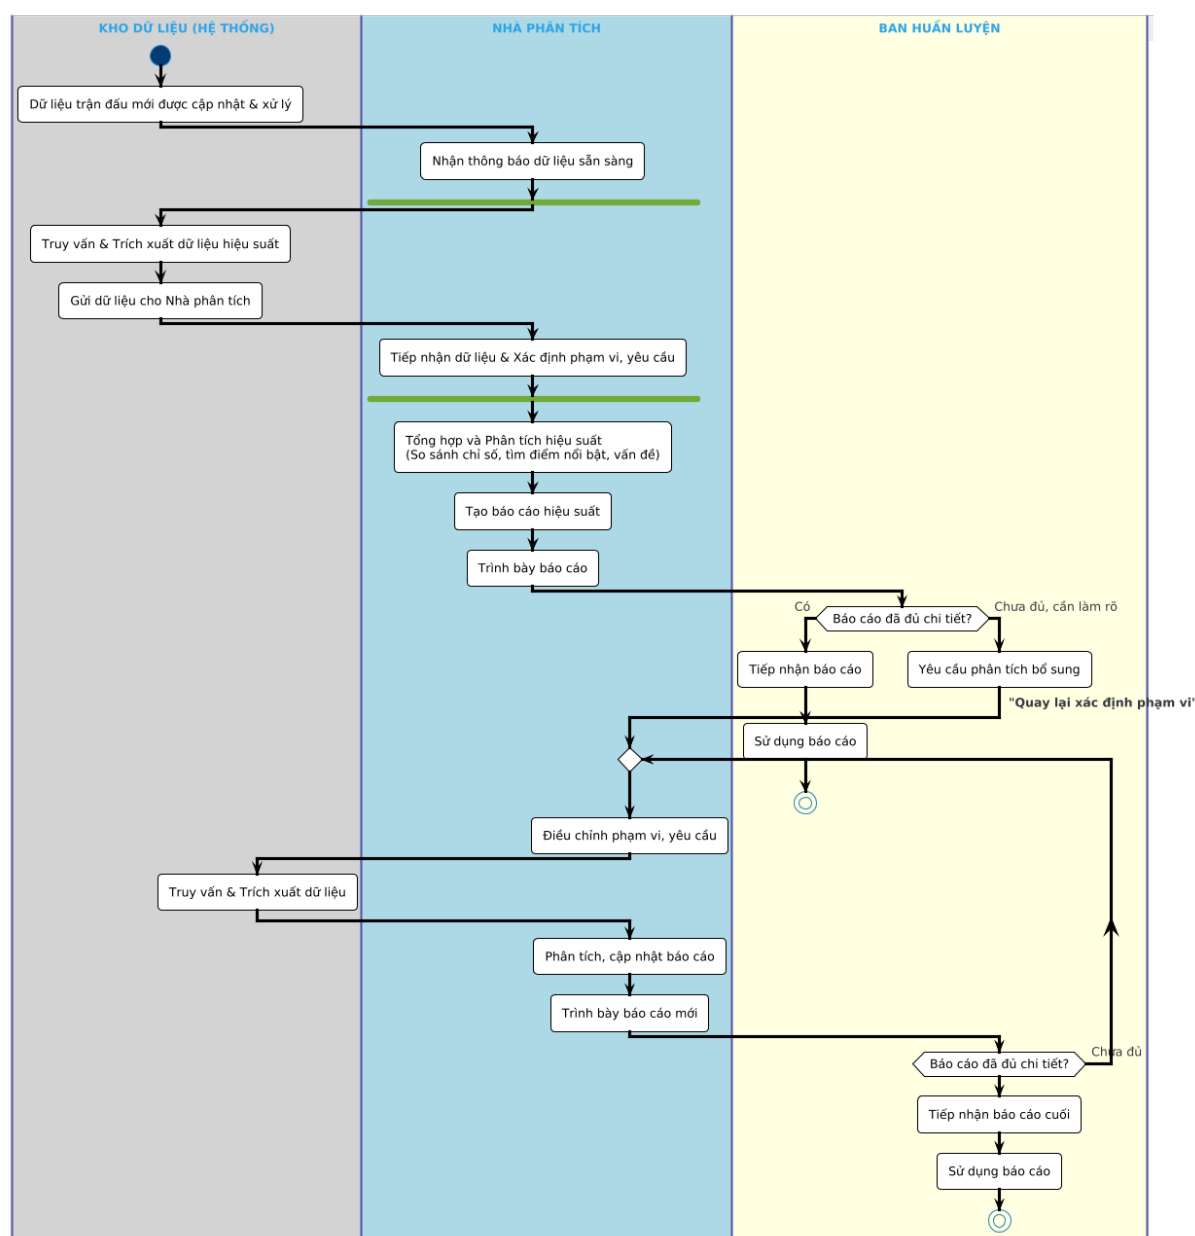 KHO DỮ LIỆU (HỆ THỐNG)
NHÀ PHÂN TÍCH
BAN HUẤN LUYỆN
Dữ liệu trận đấu mới được cập nhật & xử lý
Nhận thông báo dữ liệu sẵn sàng
Truy vấn & Trích xuất dữ liệu hiệu suất
Gửi dữ liệu cho Nhà phân tích
Tiếp nhận dữ liệu & Xác định phạm vi, yêu cầu
Tổng hợp và Phân tích hiệu suất
(So sánh chỉ số, tìm điểm nổi bật, vấn đề)
Tạo báo cáo hiệu suất
Trình bày báo cáo
Có
Báo cáo đã đủ chi tiết?
Chưa đủ, cần làm rõ
Tiếp nhận báo cáo
Yêu cầu phân tích bổ sung
"Quay lại xác định phạm vi"
Sử dụng báo cáo
Điều chỉnh phạm vi, yêu cầu
Truy vấn & Trích xuất dữ liệu
Phân tích, cập nhật báo cáo
Trình bày báo cáo mới
Báo cáo đã đủ chi tiết?
Chưa đủ
Tiếp nhận báo cáo cuối
Sử dụng báo cáo